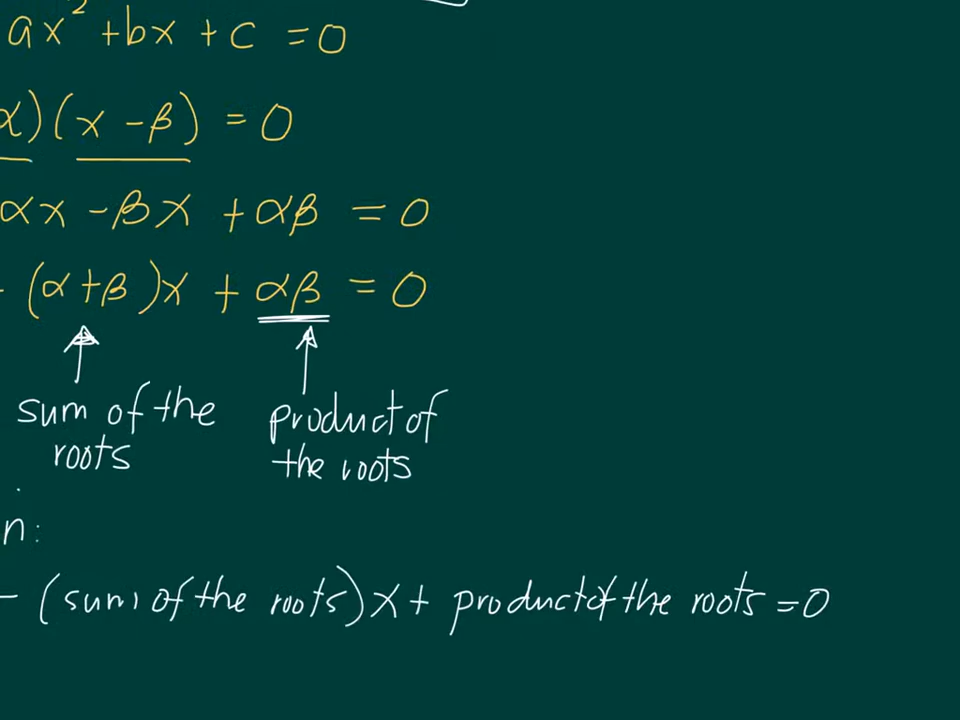 ax² + bx + c = 0
α)(x - β) = 0
αx - βx + αβ = 0
- (α + β)x + αβ = 0
sum of the
roots
product of
the roots
n:
- (sum of the roots)x + product of the roots = 0